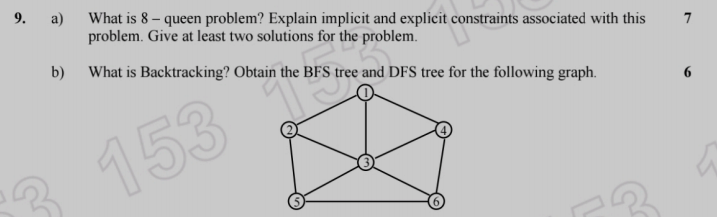 9. a) What is 8 – queen problem? Explain implicit and explicit constraints associated with this 7
problem. Give at least two solutions for the problem.
b) What is Backtracking? Obtain the BFS tree and DFS tree for the following graph. 6
1
2 4
3
5 6
153
153
153